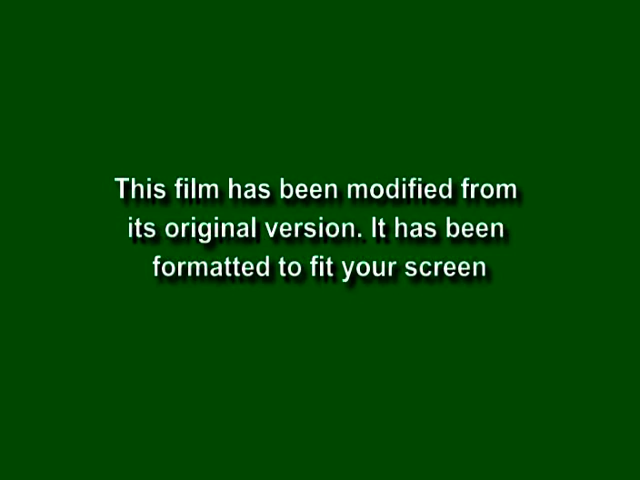 This film has been modified from
its original version. It has been
formatted to fit your screen